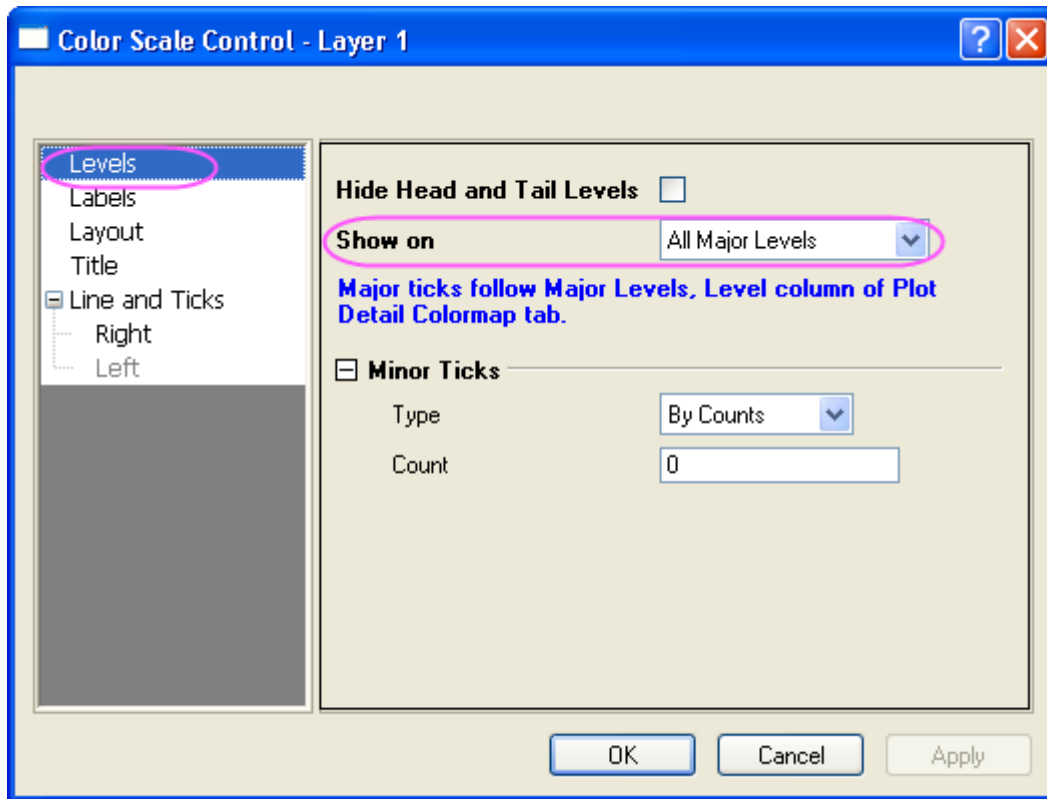 Color Scale Control - Layer 1
?
Levels
Labels
Layout
Title
Line and Ticks
Right
Left
Hide Head and Tail Levels
Show on All Major Levels
Major ticks follow Major Levels, Level column of Plot
Detail Colormap tab.
Minor Ticks
Type By Counts
Count 0
OK Cancel Apply